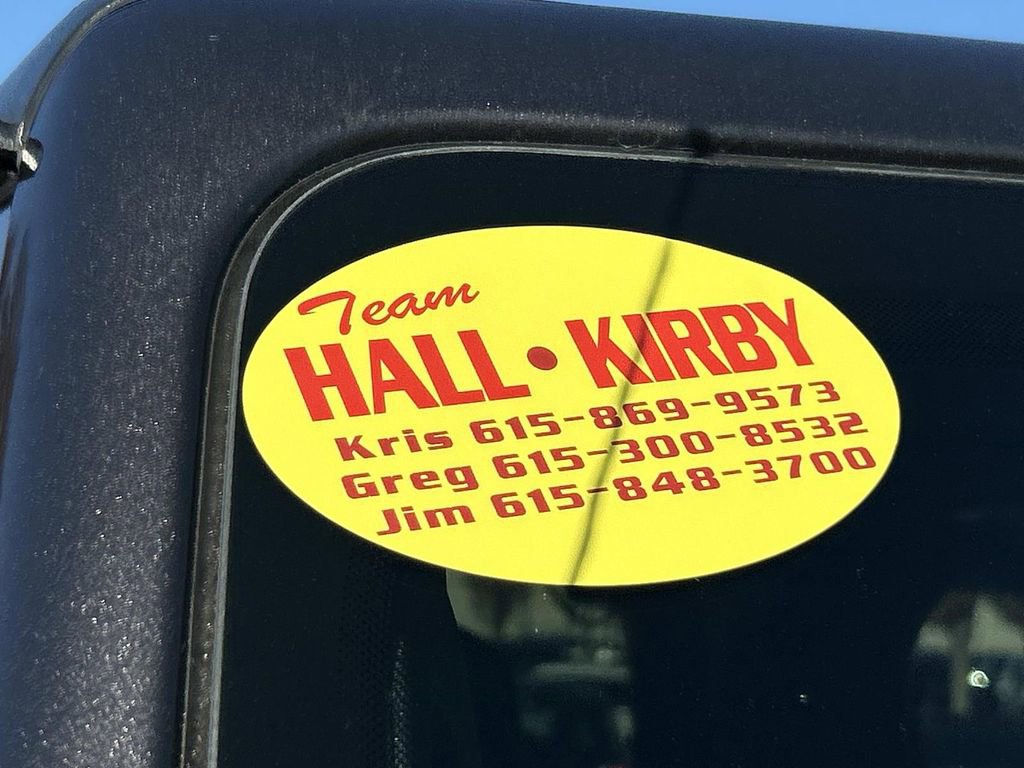 Team
HALL • KIRBY
Kris 615-869-9573
Greg 615-300-8532
Jim 615-848-3700